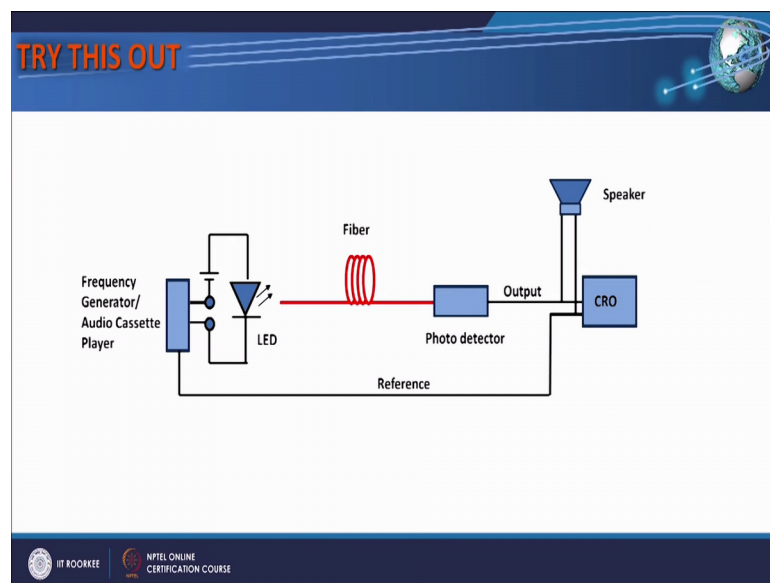 TRY THIS OUT
Speaker
Fiber
Frequency
Generator/
Audio Cassette
Player
LED
Output
CRO
Photo detector
Reference
IIT ROORKEE
NPTEL ONLINE
CERTIFICATION COURSE